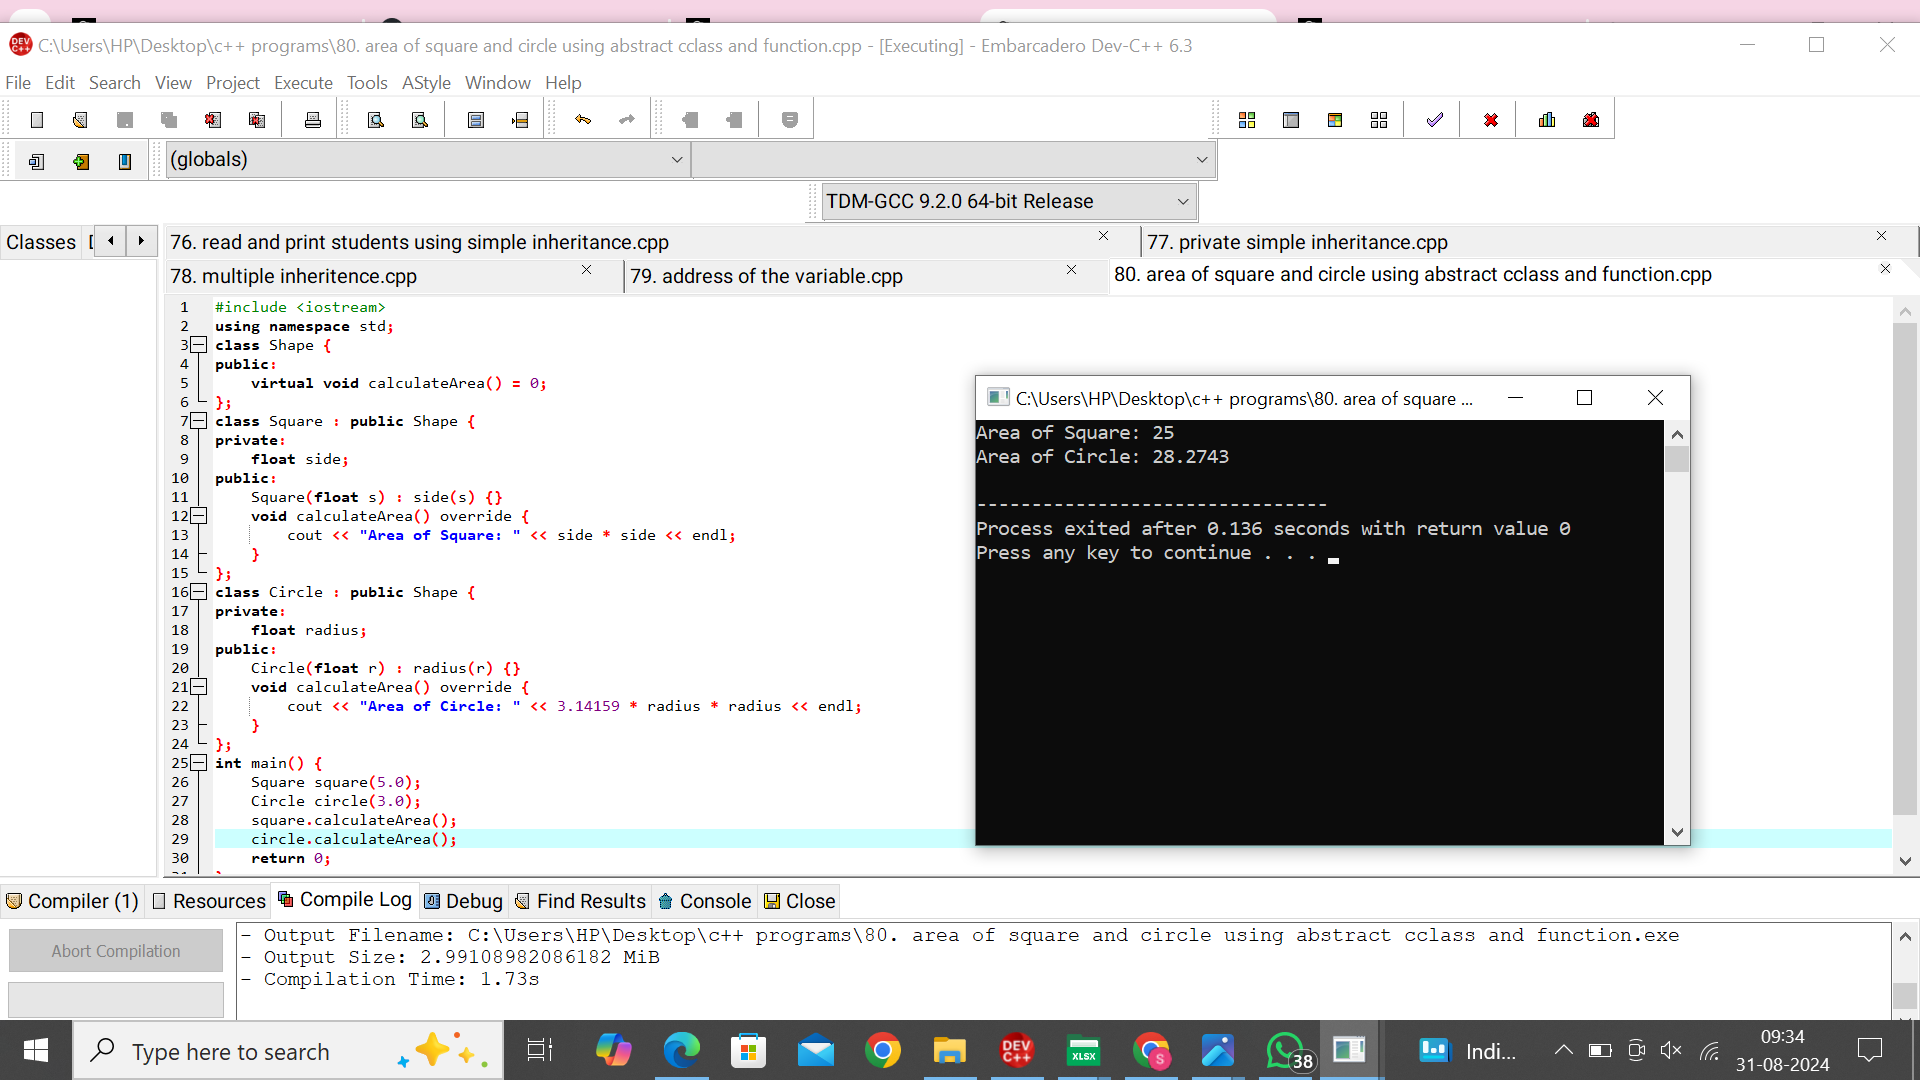 C:\Users\HP\Desktop\c++ programs\80. area of square and circle using abstract cclass and function.cpp - [Executing] - Embarcadero Dev-C++ 6.3
File Edit Search View Project Execute Tools AStyle Window Help
(globals)
TDM-GCC 9.2.0 64-bit Release
Classes
76. read and print students using simple inheritance.cpp
77. private simple inheritance.cpp
78. multiple inheritence.cpp
79. address of the variable.cpp
80. area of square and circle using abstract cclass and function.cpp
1 #include <iostream>
2 using namespace std;
3 class Shape {
4 public:
5 virtual void calculateArea() = 0;
6 };
7 class Square : public Shape {
8 private:
9 float side;
10 public:
11 Square(float s) : side(s) {}
12 void calculateArea() override {
13 cout << "Area of Square: " << side * side << endl;
14 }
15 };
16 class Circle : public Shape {
17 private:
18 float radius;
19 public:
20 Circle(float r) : radius(r) {}
21 void calculateArea() override {
22 cout << "Area of Circle: " << 3.14159 * radius * radius << endl;
23 }
24 };
25 int main() {
26 Square square(5.0);
27 Circle circle(3.0);
28 square.calculateArea();
29 circle.calculateArea();
30 return 0;
C:\Users\HP\Desktop\c++ programs\80. area of square ...
Area of Square: 25
Area of Circle: 28.2743
--------------------------------
Process exited after 0.136 seconds with return value 0
Press any key to continue . . .
Compiler (1) Resources Compile Log Debug Find Results Console Close
Abort Compilation
- Output Filename: C:\Users\HP\Desktop\c++ programs\80. area of square and circle using abstract cclass and function.exe
- Output Size: 2.99108982086182 MiB
- Compilation Time: 1.73s
Type here to search
DEV C++
XLSX
S
38
Indi...
09:34
31-08-2024